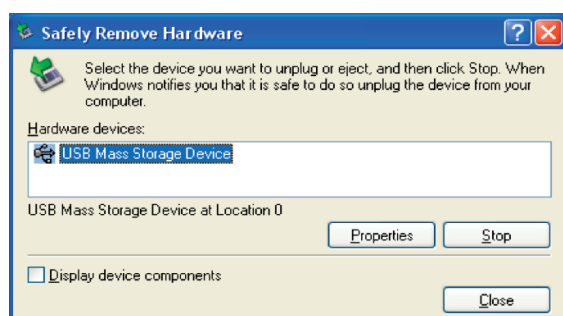 Safely Remove Hardware
Select the device you want to unplug or eject, and then click Stop. When
Windows notifies you that it is safe to do so unplug the device from your
computer.
Hardware devices:
USB Mass Storage Device
USB Mass Storage Device at Location 0
Properties Stop
Display device components
Close